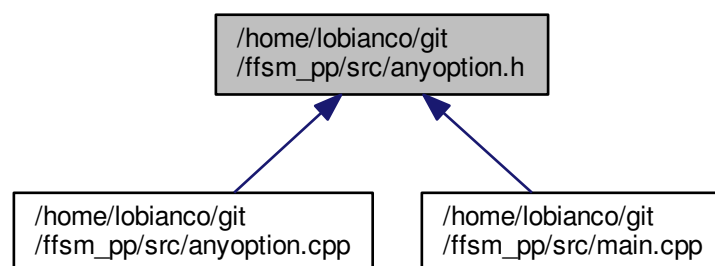 /home/lobianco/git
/ffsm_pp/src/anyoption.h
/home/lobianco/git
/ffsm_pp/src/anyoption.cpp
/home/lobianco/git
/ffsm_pp/src/main.cpp